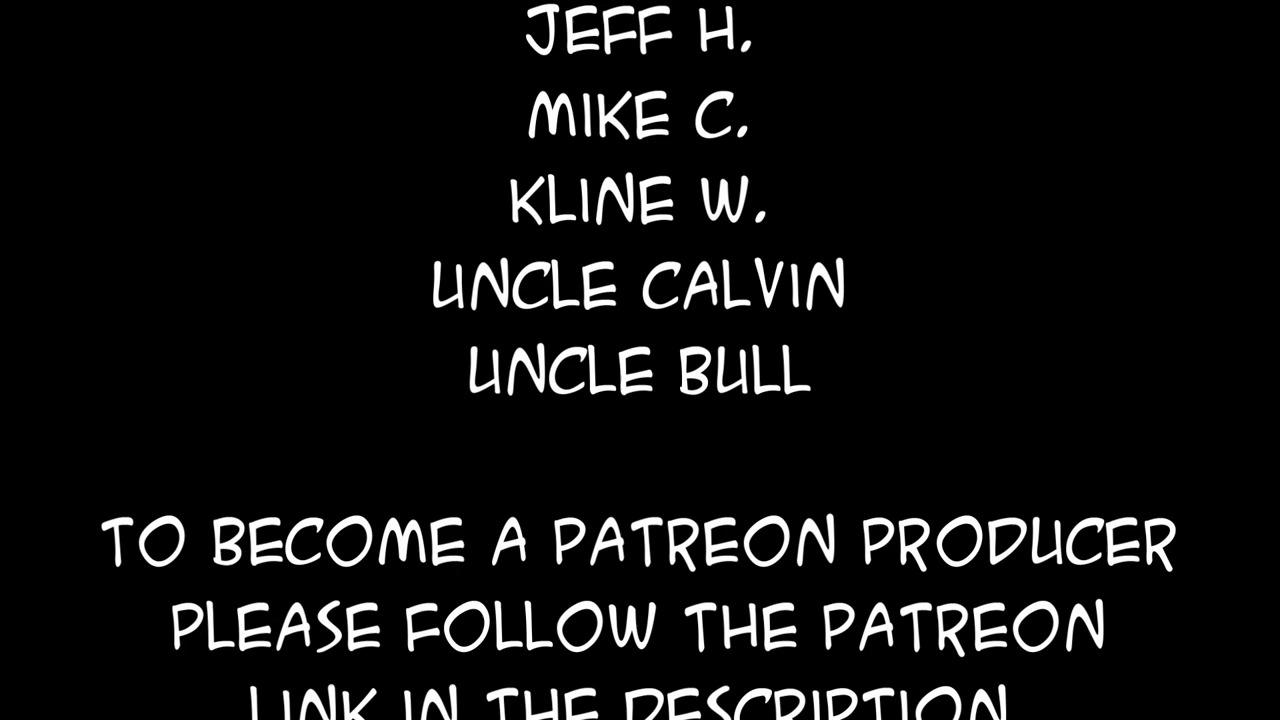 JEFF H.
MIKE C.
KLINE W.
UNCLE CALVIN
UNCLE BULL
TO BECOME A PATREON PRODUCER
PLEASE FOLLOW THE PATREON
LINK IN THE DESCRIPTION